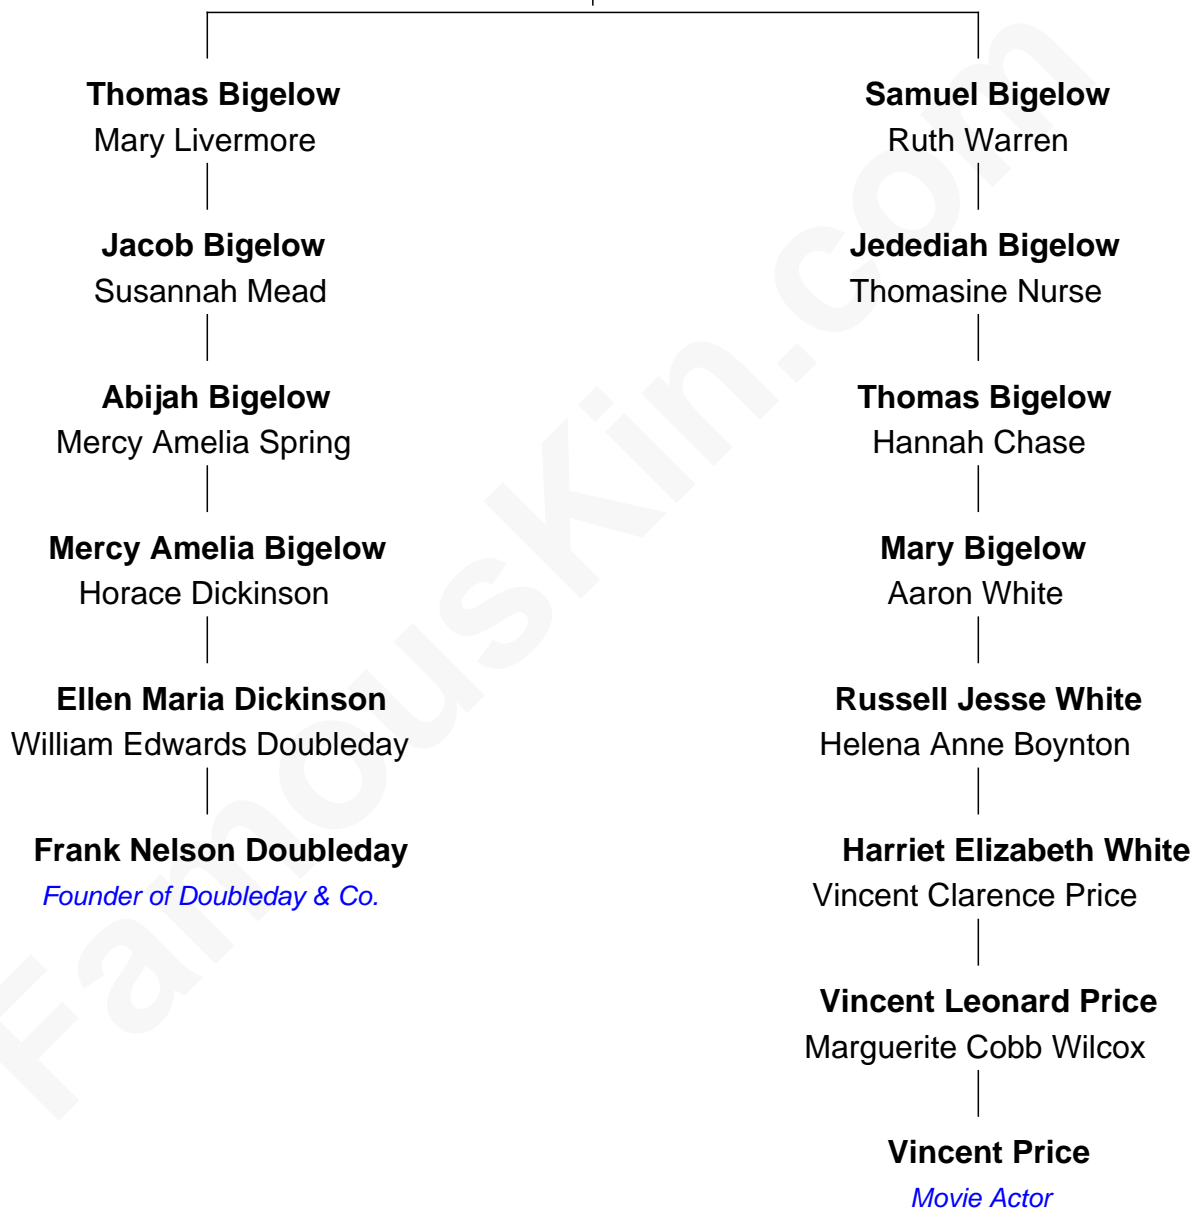 Thomas Bigelow
Mary Livermore
Jacob Bigelow
Susannah Mead
Abijah Bigelow
Mercy Amelia Spring
Mercy Amelia Bigelow
Horace Dickinson
Ellen Maria Dickinson
William Edwards Doubleday
Frank Nelson Doubleday
Founder of Doubleday & Co.
Samuel Bigelow
Ruth Warren
Jedediah Bigelow
Thomasine Nurse
Thomas Bigelow
Hannah Chase
Mary Bigelow
Aaron White
Russell Jesse White
Helena Anne Boynton
Harriet Elizabeth White
Vincent Clarence Price
Vincent Leonard Price
Marguerite Cobb Wilcox
Vincent Price
Movie Actor
FamousKin.com